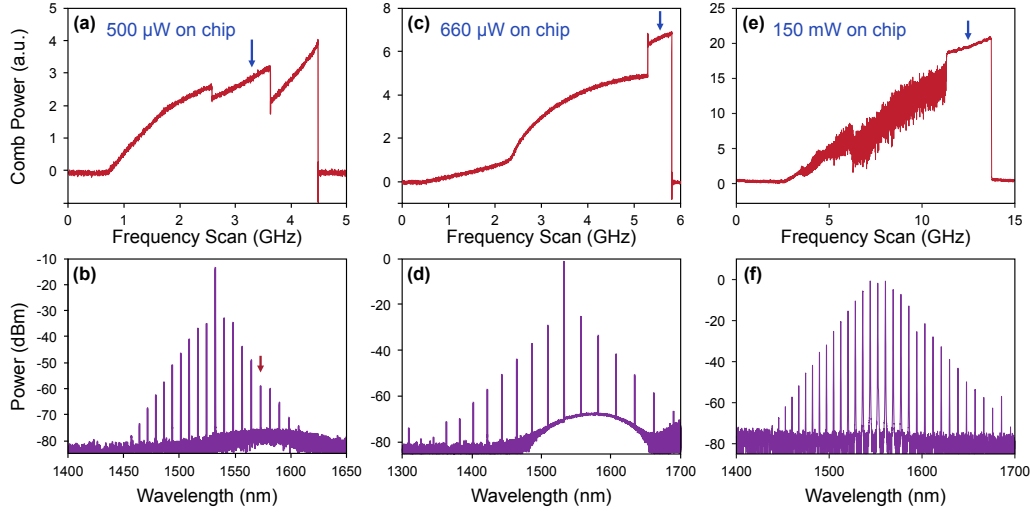 (a) 500 µW on chip
(c) 660 µW on chip
(e) 150 mW on chip
Comb Power (a.u.)
4
3
2
1
0
8
6
4
2
0
25
20
15
10
5
0
0 1 2 3 4 5
0 1 2 3 4 5 6
0 5 10 15
Frequency Scan (GHz)
Frequency Scan (GHz)
Frequency Scan (GHz)
(b)
(d)
(f)
Power (dBm)
-10
-20
-30
-40
-50
-60
-70
-80
0
-20
-40
-60
-80
0
-20
-40
-60
-80
1400 1500 1600 1650
1300 1400 1500 1600 1700
1400 1500 1600 1700
Wavelength (nm)
Wavelength (nm)
Wavelength (nm)